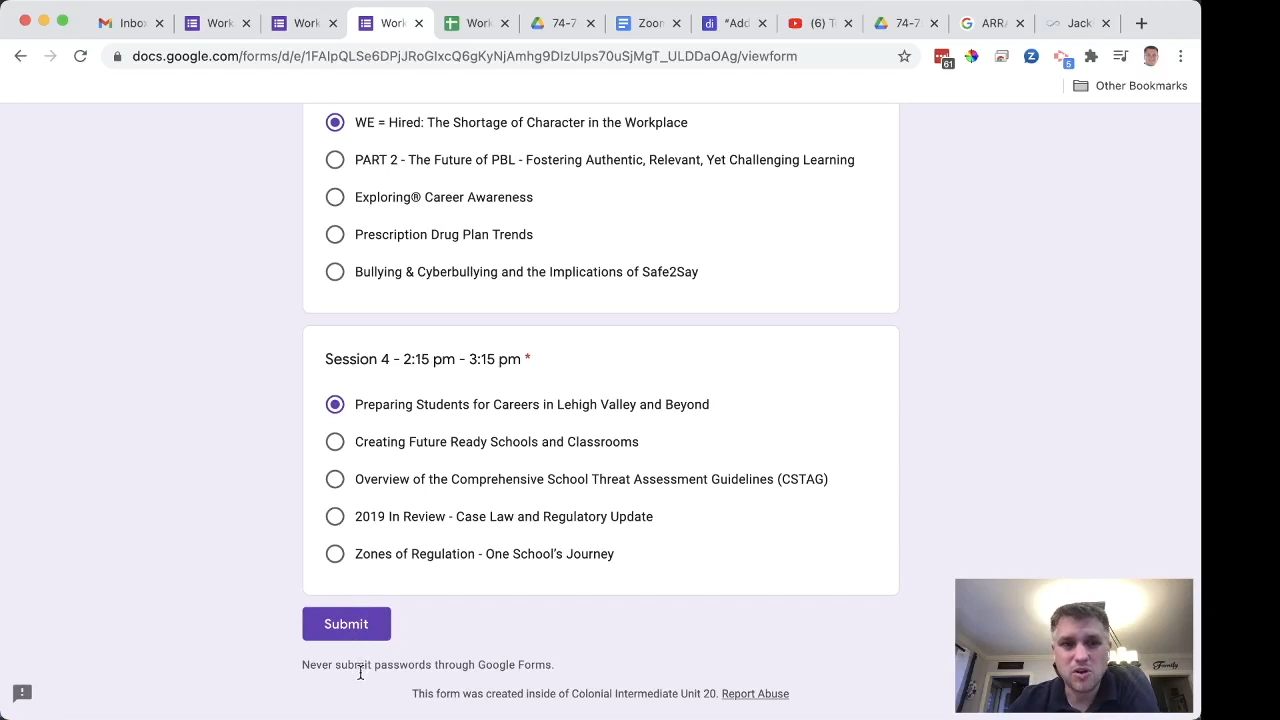 Inbox
Work
Work
Work
Work
74-7
Zoon
di
"Add
(6) T
74-7
ARRA
Jack
docs.google.com/forms/d/e/1FAIpQLSe6DPjJRoGIxcQ6gKyNjAmhg9DIzUIps70uSjMgT_ULDDaOAg/viewform
61
Z
5
Other Bookmarks
WE = Hired: The Shortage of Character in the Workplace
PART 2 - The Future of PBL - Fostering Authentic, Relevant, Yet Challenging Learning
Exploring® Career Awareness
Prescription Drug Plan Trends
Bullying & Cyberbullying and the Implications of Safe2Say
Session 4 - 2:15 pm - 3:15 pm *
Preparing Students for Careers in Lehigh Valley and Beyond
Creating Future Ready Schools and Classrooms
Overview of the Comprehensive School Threat Assessment Guidelines (CSTAG)
2019 In Review - Case Law and Regulatory Update
Zones of Regulation - One School's Journey
Submit
Never submit passwords through Google Forms.
This form was created inside of Colonial Intermediate Unit 20. Report Abuse
Family